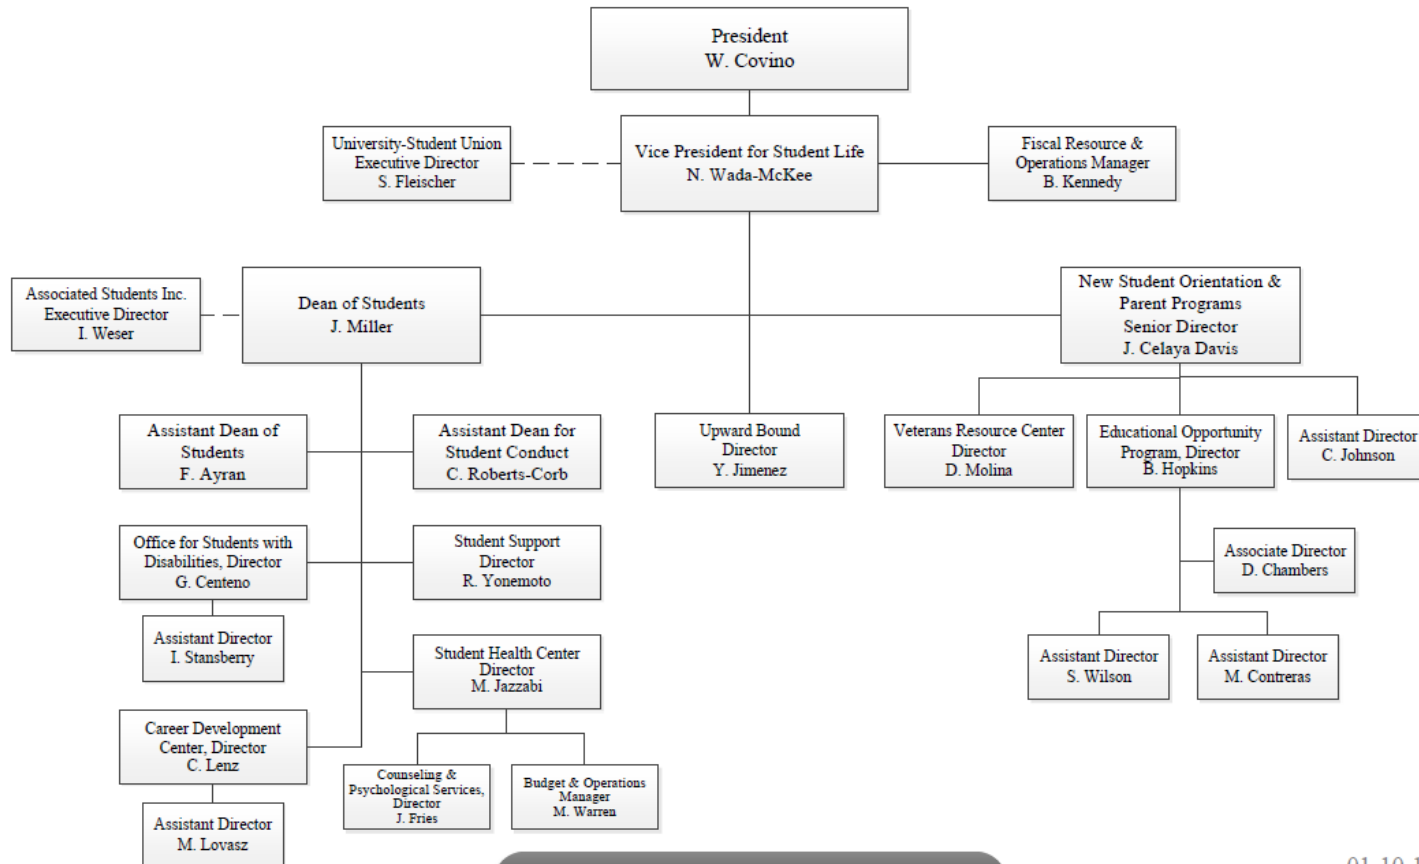 President
W. Covino
University-Student Union
Executive Director
S. Fleischer
Vice President for Student Life
N. Wada-McKee
Fiscal Resource &
Operations Manager
B. Kennedy
Associated Students Inc.
Executive Director
I. Weser
Dean of Students
J. Miller
New Student Orientation &
Parent Programs
Senior Director
J. Celaya Davis
Assistant Dean of
Students
F. Ayran
Assistant Dean for
Student Conduct
C. Roberts-Corb
Upward Bound
Director
Y. Jimenez
Veterans Resource Center
Director
D. Molina
Educational Opportunity
Program, Director
B. Hopkins
Assistant Director
C. Johnson
Office for Students with
Disabilities, Director
G. Centeno
Student Support
Director
R. Yonemoto
Associate Director
D. Chambers
Assistant Director
I. Stansberry
Student Health Center
Director
M. Jazzabi
Assistant Director
S. Wilson
Assistant Director
M. Contreras
Career Development
Center, Director
C. Lenz
Counseling &
Psychological Services,
Director
J. Fries
Budget & Operations
Manager
M. Warren
Assistant Director
M. Lovasz